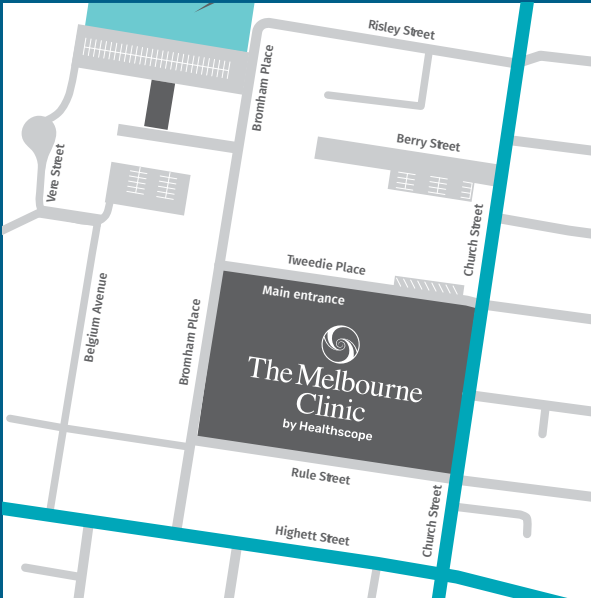 Risley Street
Bromham Place
Berry Street
Vere Street
Church Street
Tweedie Place
Main entrance
Belgium Avenue
Bromham Place
The Melbourne
Clinic
by Healthscope
Rule Street
Church Street
Highett Street